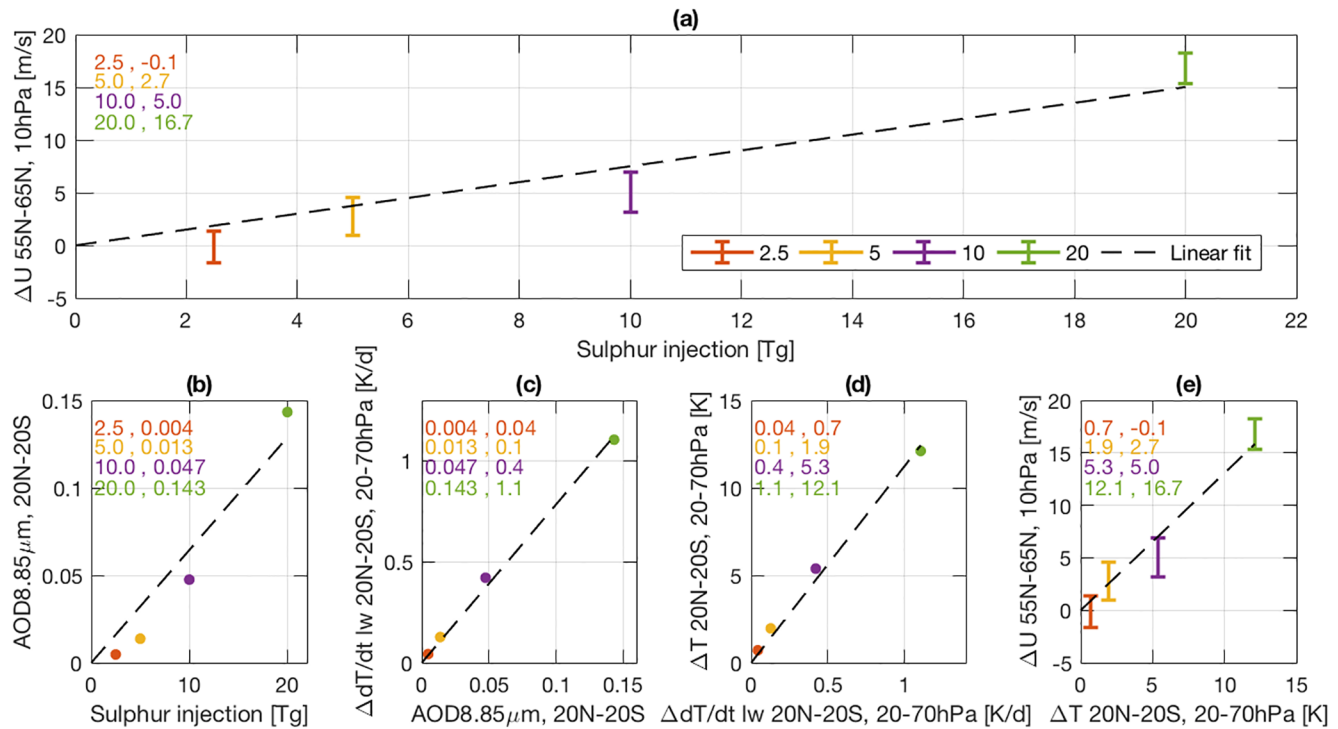 (a)
ΔU 55N-65N, 10hPa [m/s]
20
15
10
5
0
-5
2.5 , -0.1
5.0 , 2.7
10.0 , 5.0
20.0 , 16.7
2.5 5 10 20 Linear fit
0 2 4 6 8 10 12 14 16 18 20 22
Sulphur injection [Tg]
(b)
AOD8.85μm, 20N-20S
0.15
0.1
0.05
0
2.5 , 0.004
5.0 , 0.013
10.0 , 0.047
20.0 , 0.143
0 10 20
Sulphur injection [Tg]
(c)
ΔdT/dt lw 20N-20S, 20-70hPa [K/d]
1
0.5
0
0.004 , 0.04
0.013 , 0.1
0.047 , 0.4
0.143 , 1.1
0 0.05 0.1 0.15
AOD8.85μm, 20N-20S
(d)
ΔT 20N-20S, 20-70hPa [K]
15
10
5
0
0.04 , 0.7
0.1 , 1.9
0.4 , 5.3
1.1 , 12.1
0 0.5 1
ΔdT/dt lw 20N-20S, 20-70hPa [K/d]
(e)
ΔU 55N-65N, 10hPa [m/s]
20
15
10
5
0
-5
0.7 , -0.1
1.9 , 2.7
5.3 , 5.0
12.1 , 16.7
0 5 10 15
ΔT 20N-20S, 20-70hPa [K]